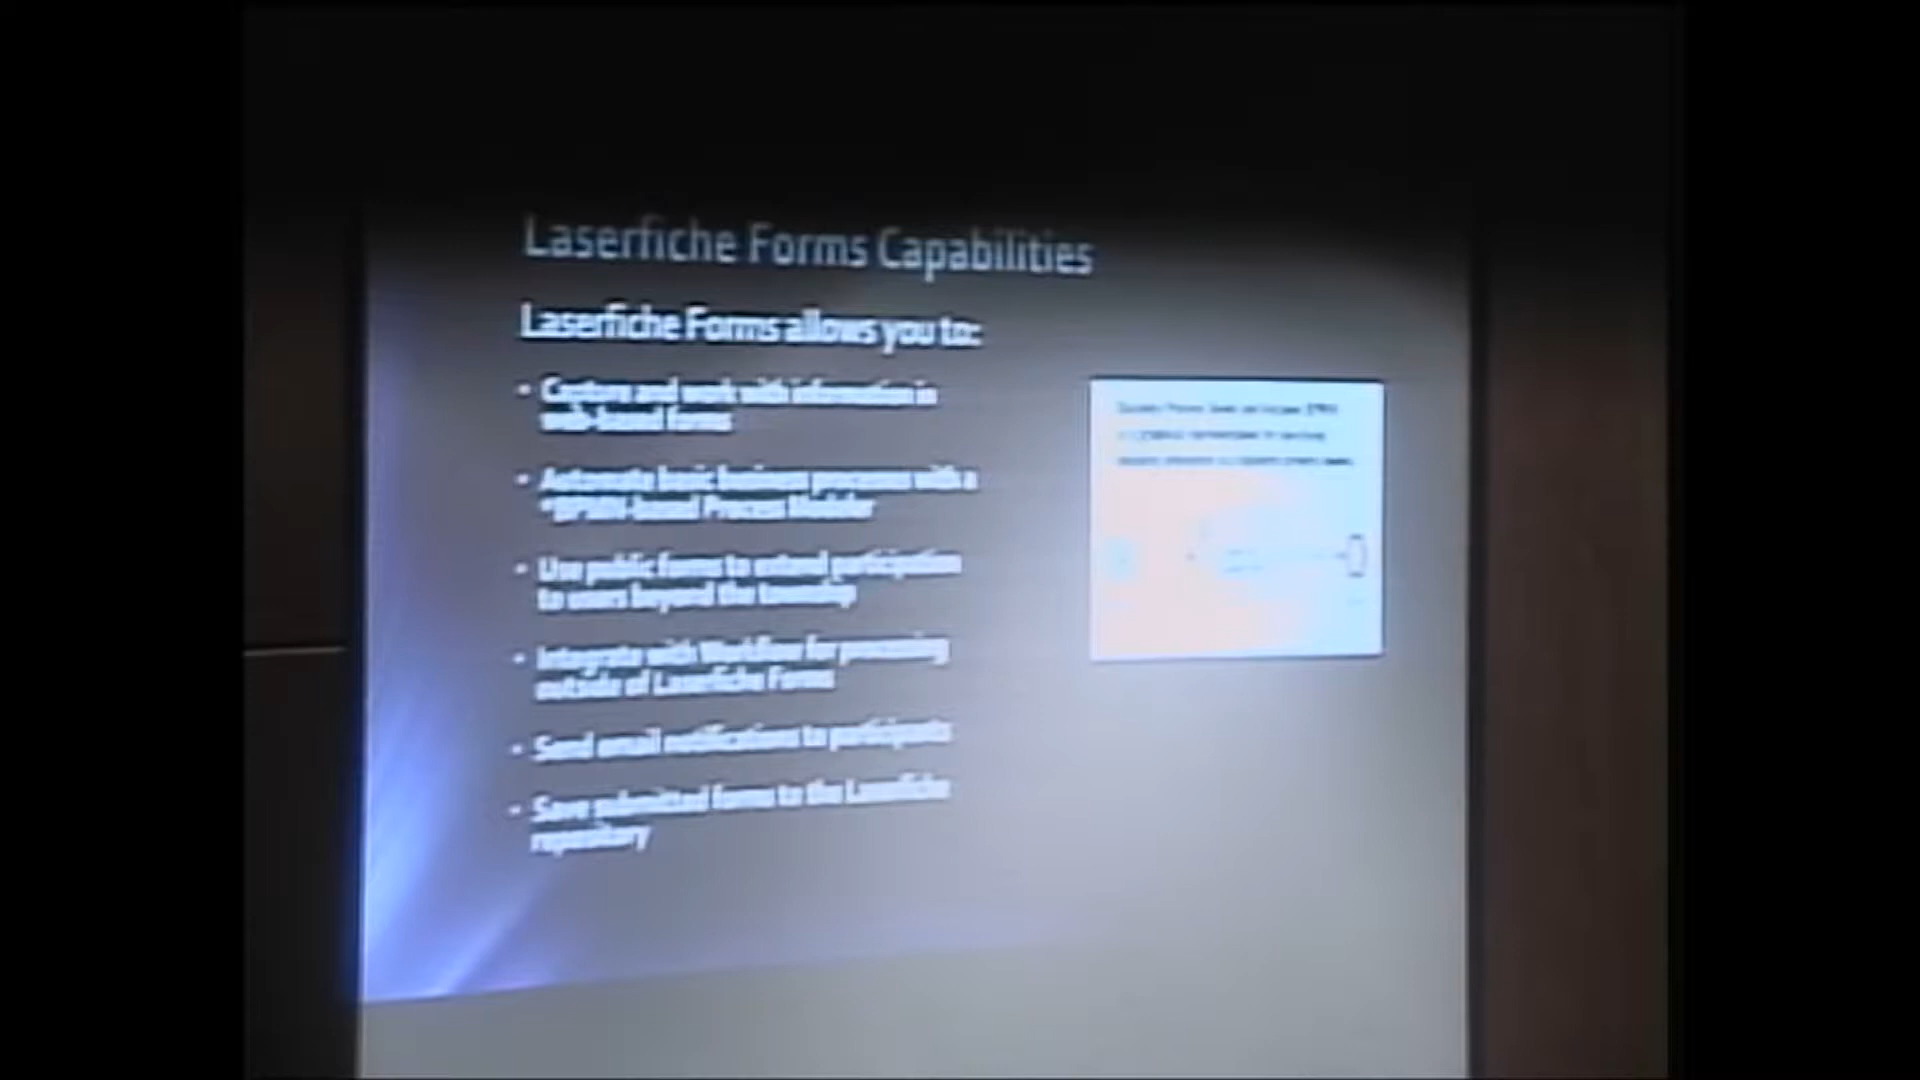 Laserfiche Forms Capabilities
Laserfiche Forms allows you to:
• Capture and work with information in
web-based forms
• Automate basic business processes with a
*BPMN-based Process Modeler
• Use public forms to extend participation
to users beyond the township
• Integrate with Workflow for processing
outside of Laserfiche Forms
• Send email notifications to participants
• Save submitted forms to the Laserfiche
repository